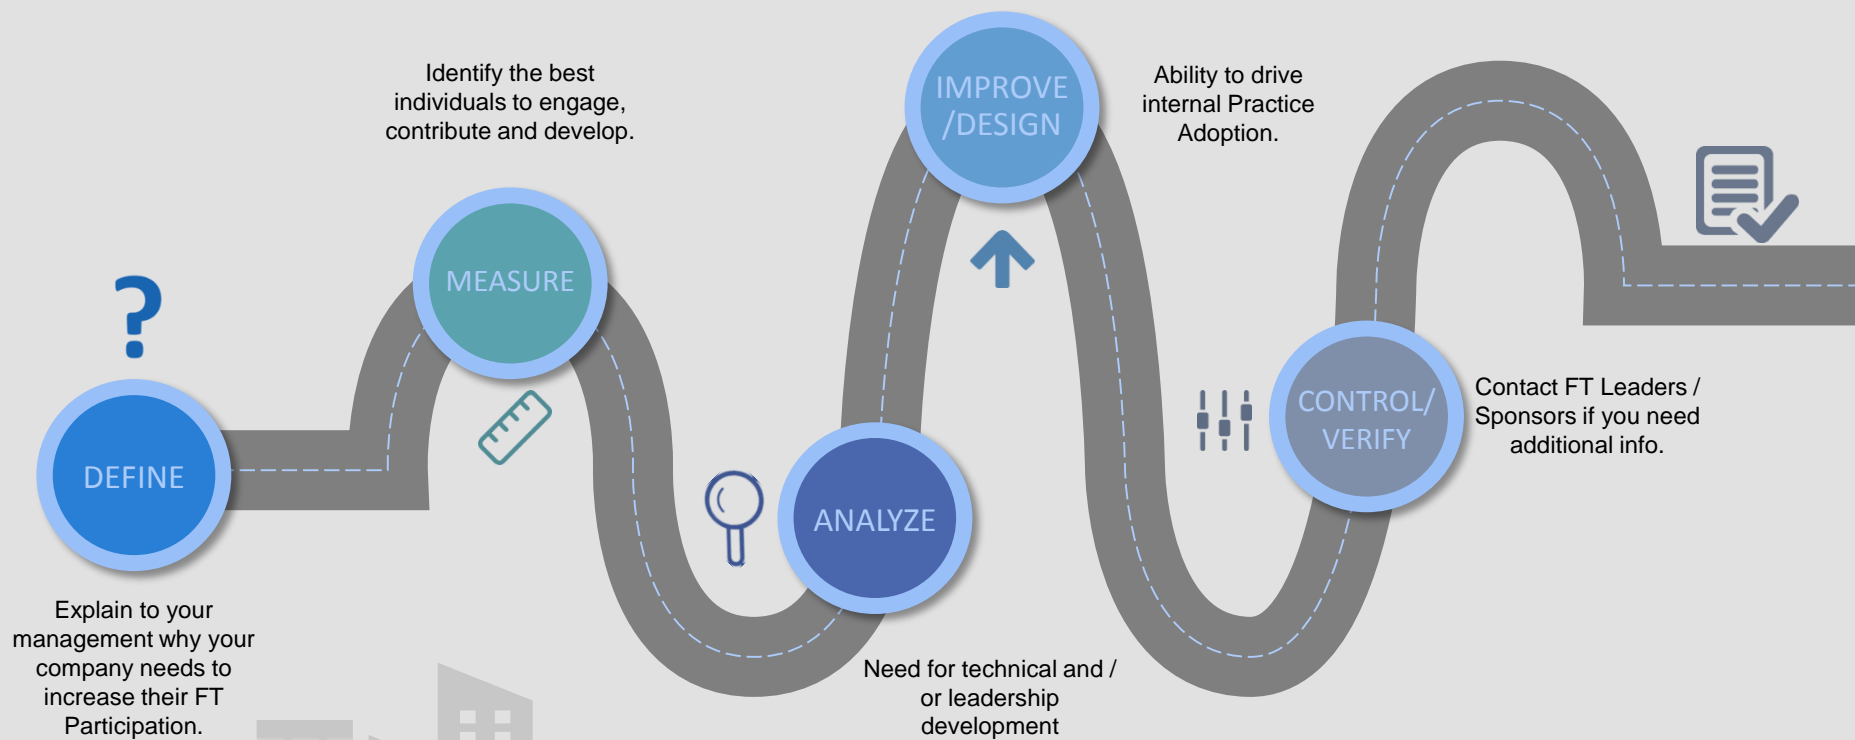 ?
DEFINE
Explain to your
management why your
company needs to
increase their FT
Participation.
Identify the best
individuals to engage,
contribute and develop.
MEASURE
ANALYZE
Need for technical and /
or leadership
development
IMPROVE
/DESIGN
Ability to drive
internal Practice
Adoption.
CONTROL/
VERIFY
Contact FT Leaders /
Sponsors if you need
additional info.